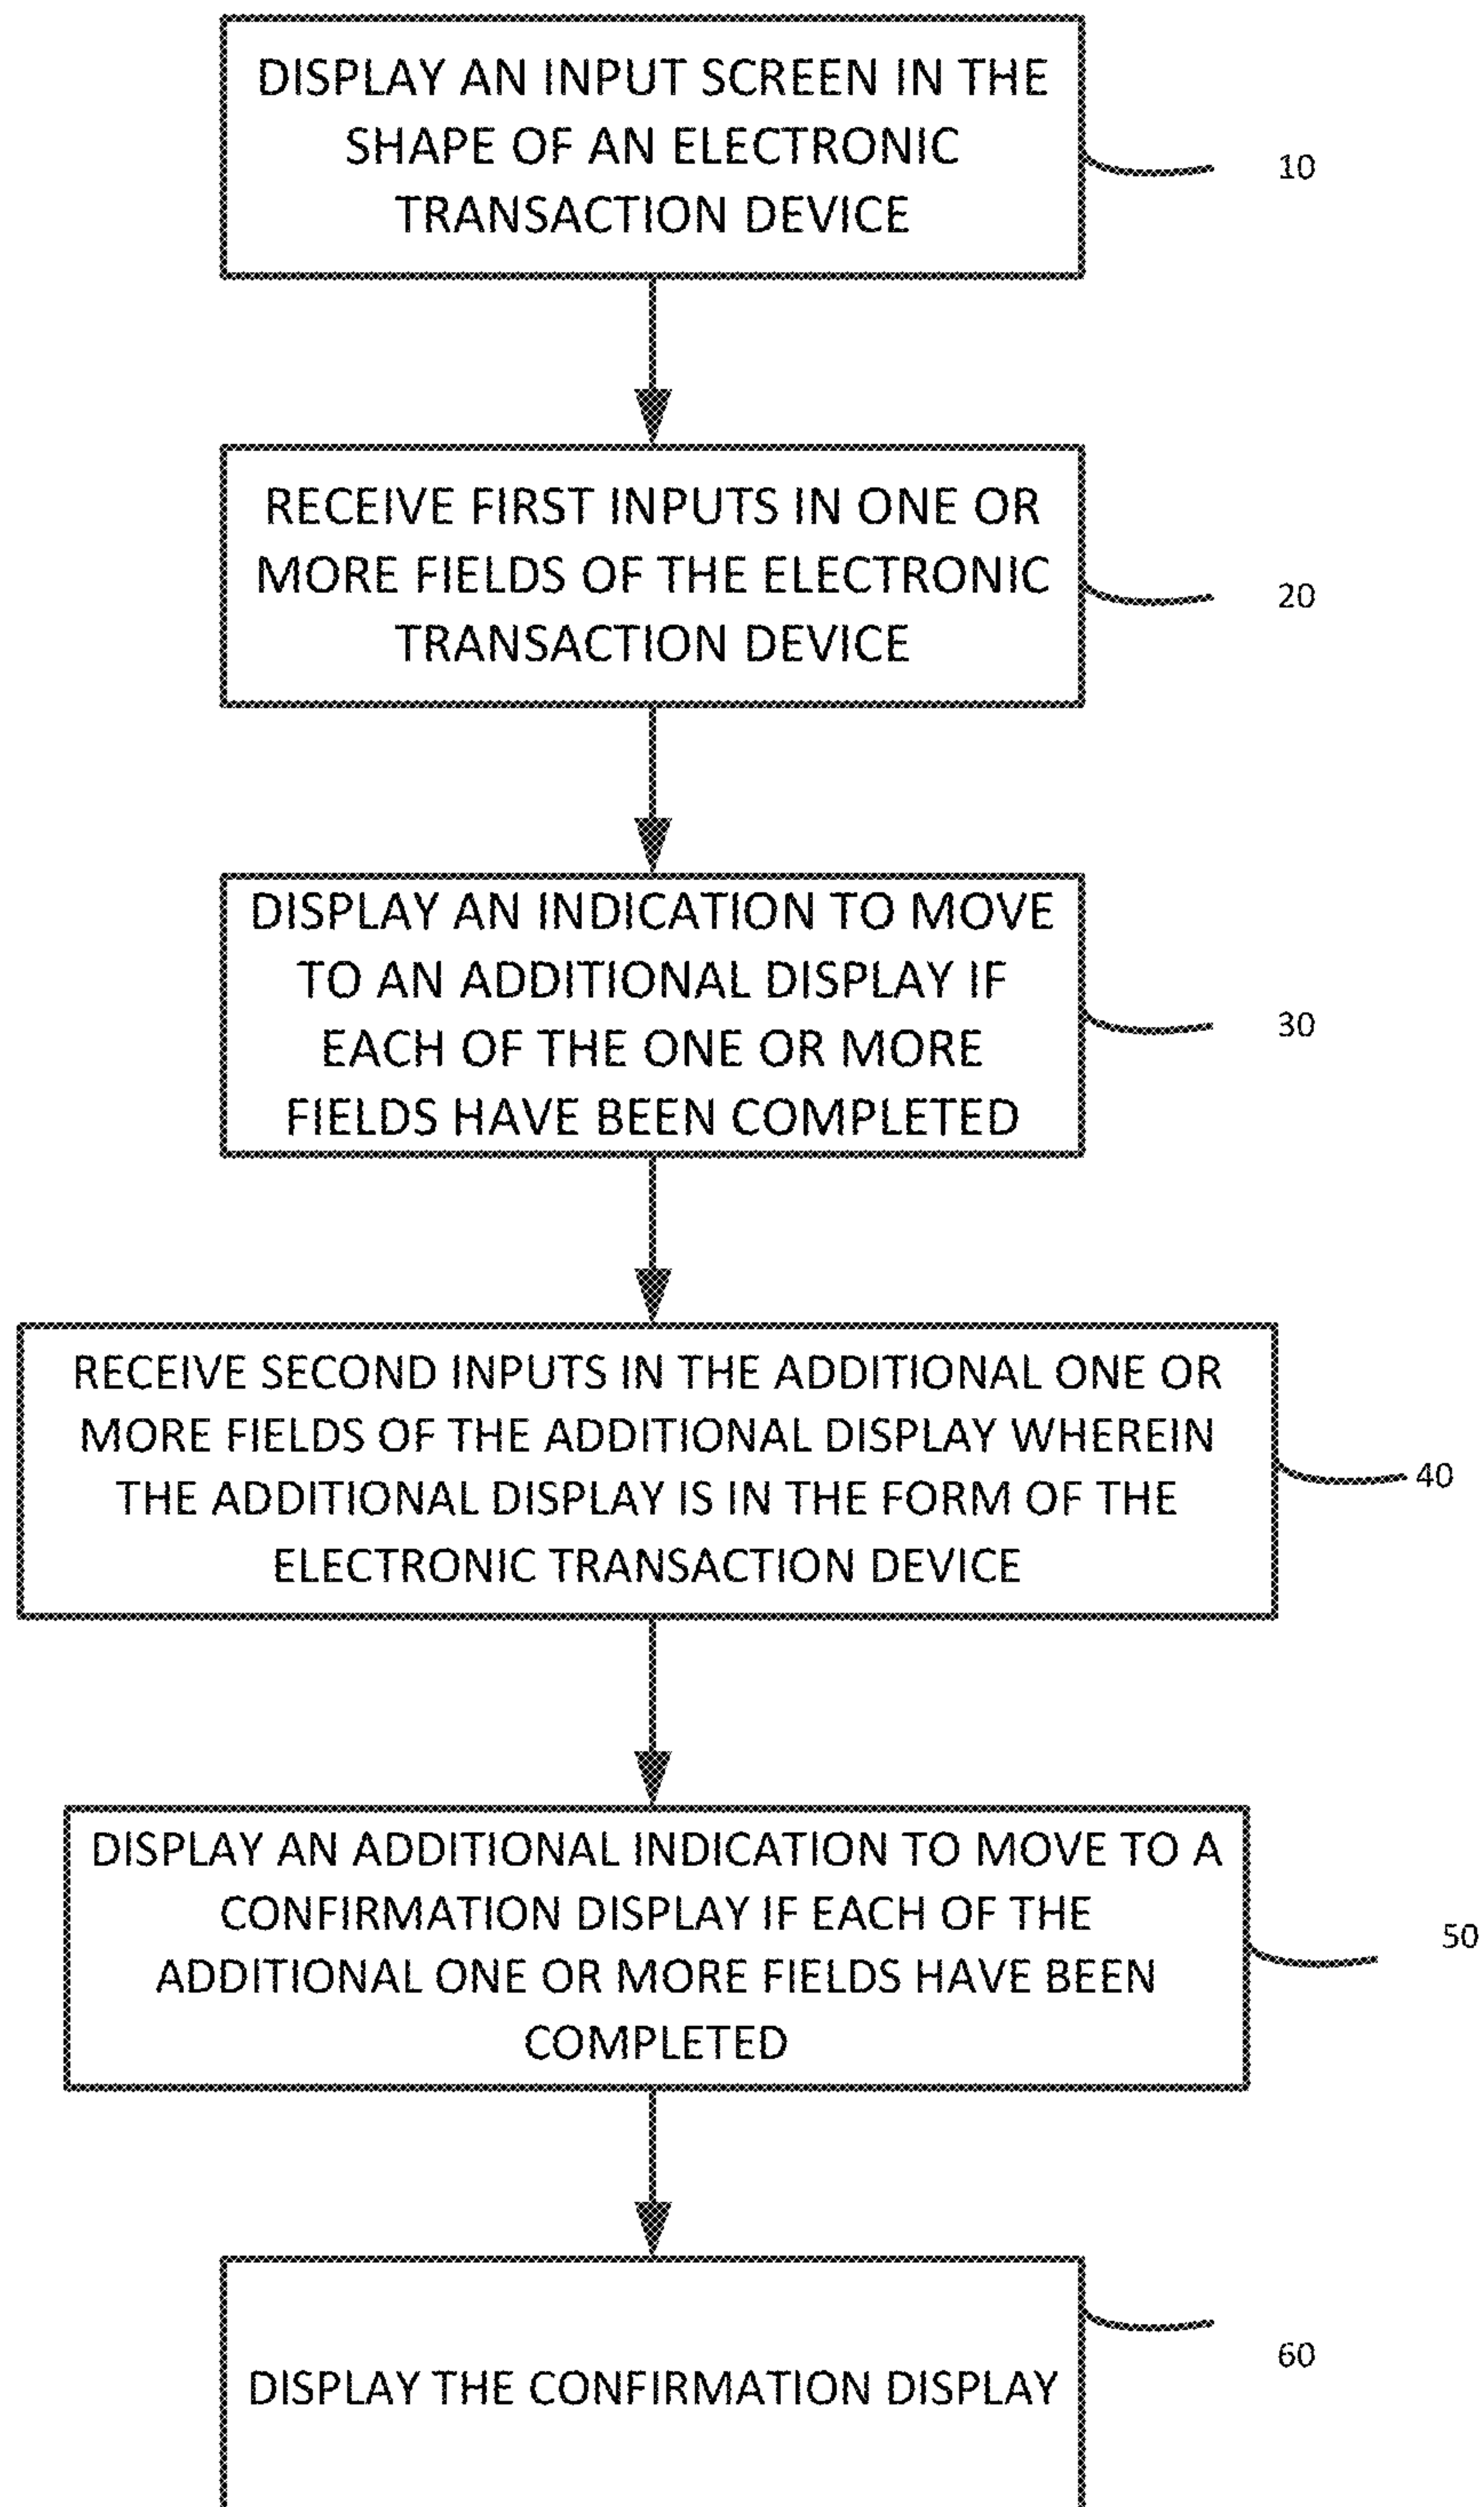 DISPLAY AN INPUT SCREEN IN THE
SHAPE OF AN ELECTRONIC
TRANSACTION DEVICE
10
RECEIVE FIRST INPUTS IN ONE OR
MORE FIELDS OF THE ELECTRONIC
TRANSACTION DEVICE
20
DISPLAY AN INDICATION TO MOVE
TO AN ADDITIONAL DISPLAY IF
EACH OF THE ONE OR MORE
FIELDS HAVE BEEN COMPLETED
30
RECEIVE SECOND INPUTS IN THE ADDITIONAL ONE OR
MORE FIELDS OF THE ADDITIONAL DISPLAY WHEREIN
THE ADDITIONAL DISPLAY IS IN THE FORM OF THE
ELECTRONIC TRANSACTION DEVICE
40
DISPLAY AN ADDITIONAL INDICATION TO MOVE TO A
CONFIRMATION DISPLAY IF EACH OF THE
ADDITIONAL ONE OR MORE FIELDS HAVE BEEN
COMPLETED
50
DISPLAY THE CONFIRMATION DISPLAY
60